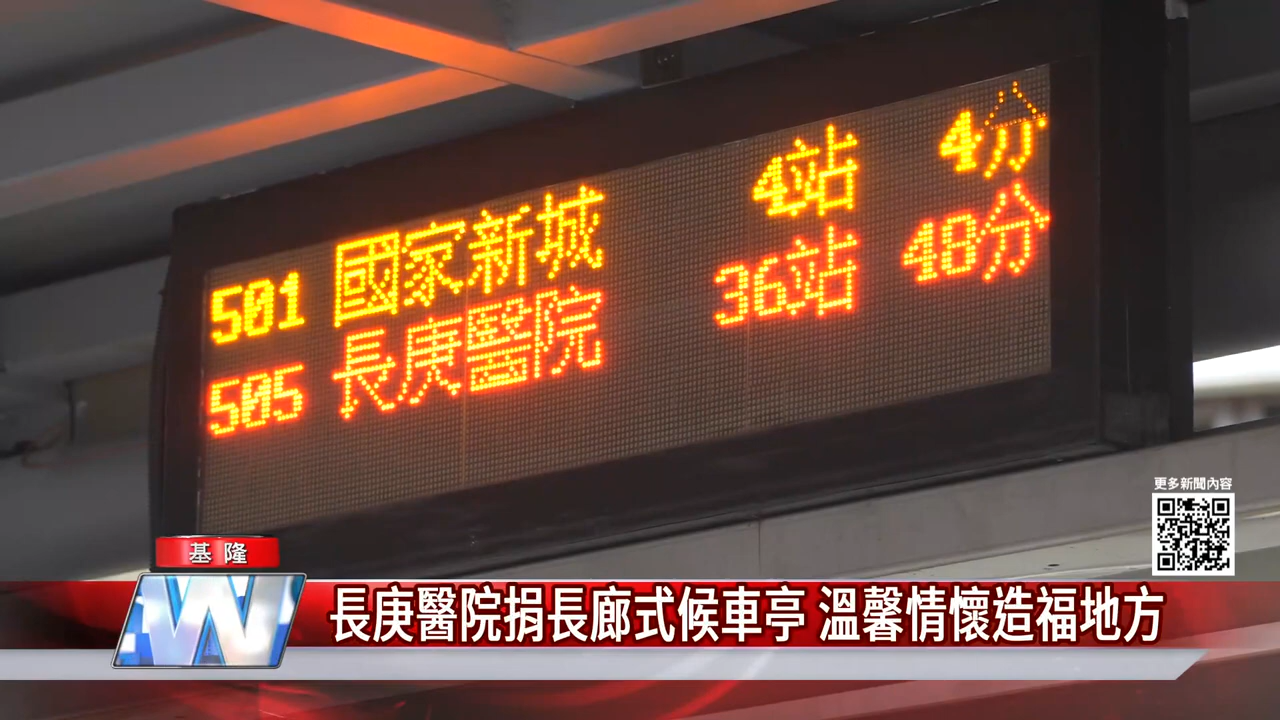 501 國家新城 4站 4分
505 長庚醫院 36站 48分
更多新聞內容
基隆
W
長庚醫院捐長廊式候車亭 溫馨情懷造福地方